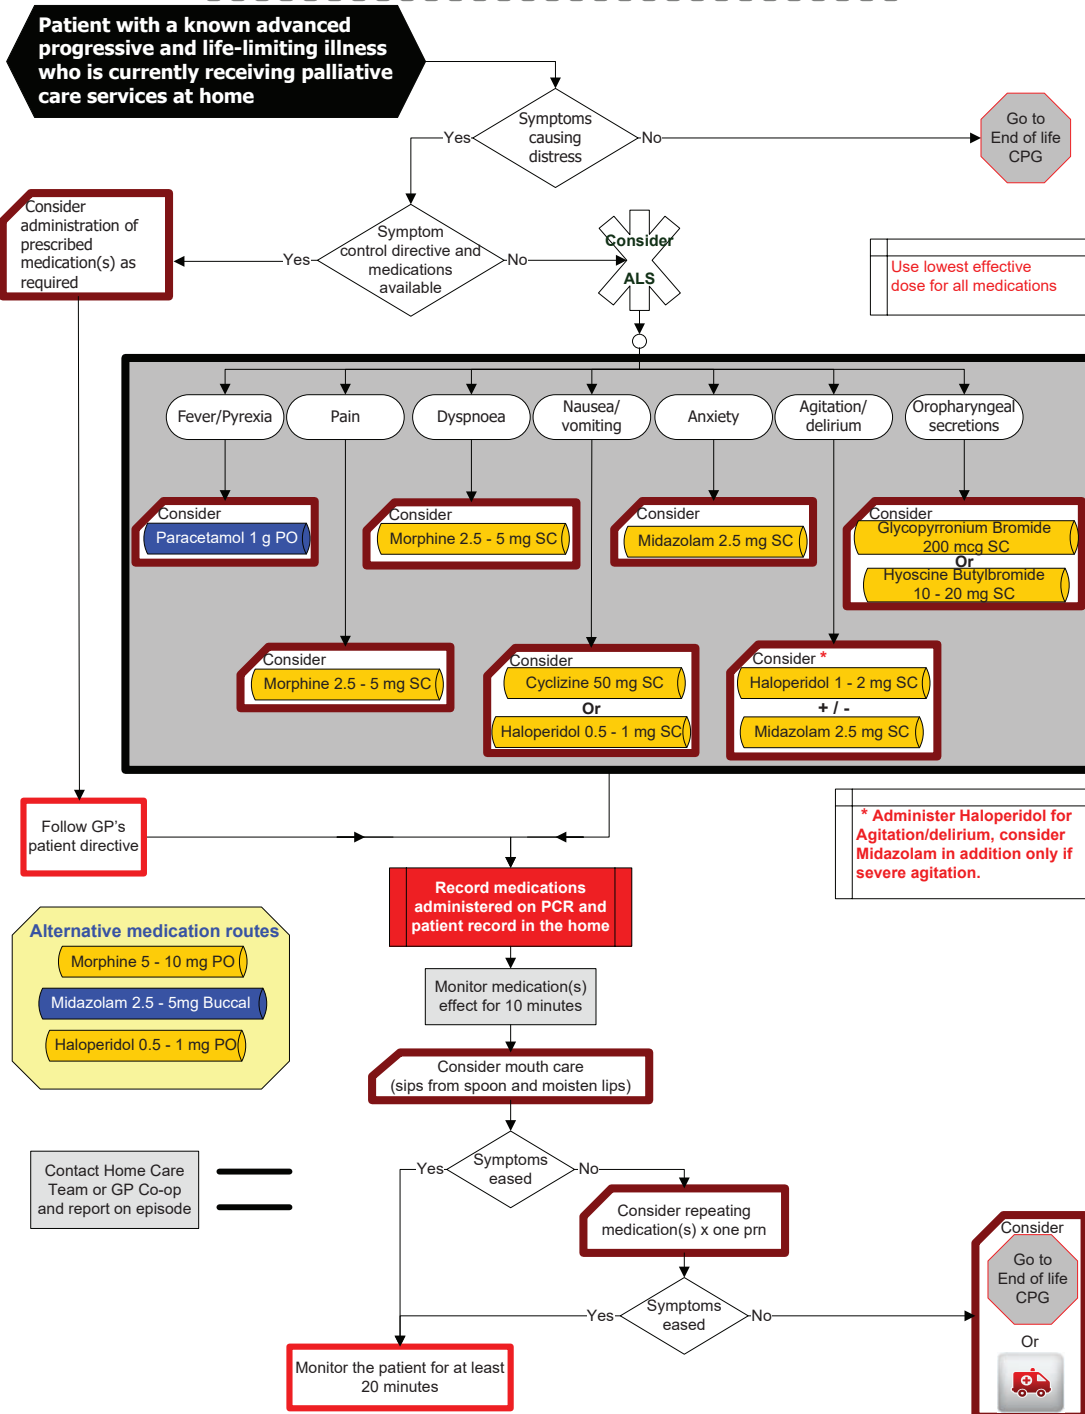 Patient with a known advanced
progressive and life-limiting illness
who is currently receiving palliative
care services at home
Symptoms
causing
distress
Yes
No
Go to
End of life
CPG
Consider
administration of
prescribed
medication(s) as
required
Symptom
control directive and
medications
available
Yes
No
Consider
ALS
Use lowest effective
dose for all medications
Fever/Pyrexia
Pain
Dyspnoea
Nausea/
vomiting
Anxiety
Agitation/
delirium
Oropharyngeal
secretions
Consider
Paracetamol 1 g PO
Consider
Morphine 2.5 - 5 mg SC
Consider
Midazolam 2.5 mg SC
Consider
Glycopyrronium Bromide
200 mcg SC
Or
Hyoscine Butylbromide
10 - 20 mg SC
Consider
Morphine 2.5 - 5 mg SC
Consider
Cyclizine 50 mg SC
Or
Haloperidol 0.5 - 1 mg SC
Consider *
Haloperidol 1 - 2 mg SC
+ / -
Midazolam 2.5 mg SC
Follow GP's
patient directive
* Administer Haloperidol for
Agitation/delirium, consider
Midazolam in addition only if
severe agitation.
Record medications
administered on PCR and
patient record in the home
Alternative medication routes
Morphine 5 - 10 mg PO
Midazolam 2.5 - 5mg Buccal
Haloperidol 0.5 - 1 mg PO
Monitor medication(s)
effect for 10 minutes
Consider mouth care
(sips from spoon and moisten lips)
Symptoms
eased
Yes
No
Contact Home Care
Team or GP Co-op
and report on episode
Consider repeating
medication(s) x one prn
Symptoms
eased
Yes
No
Consider
Go to
End of life
CPG
Or
Monitor the patient for at least
20 minutes